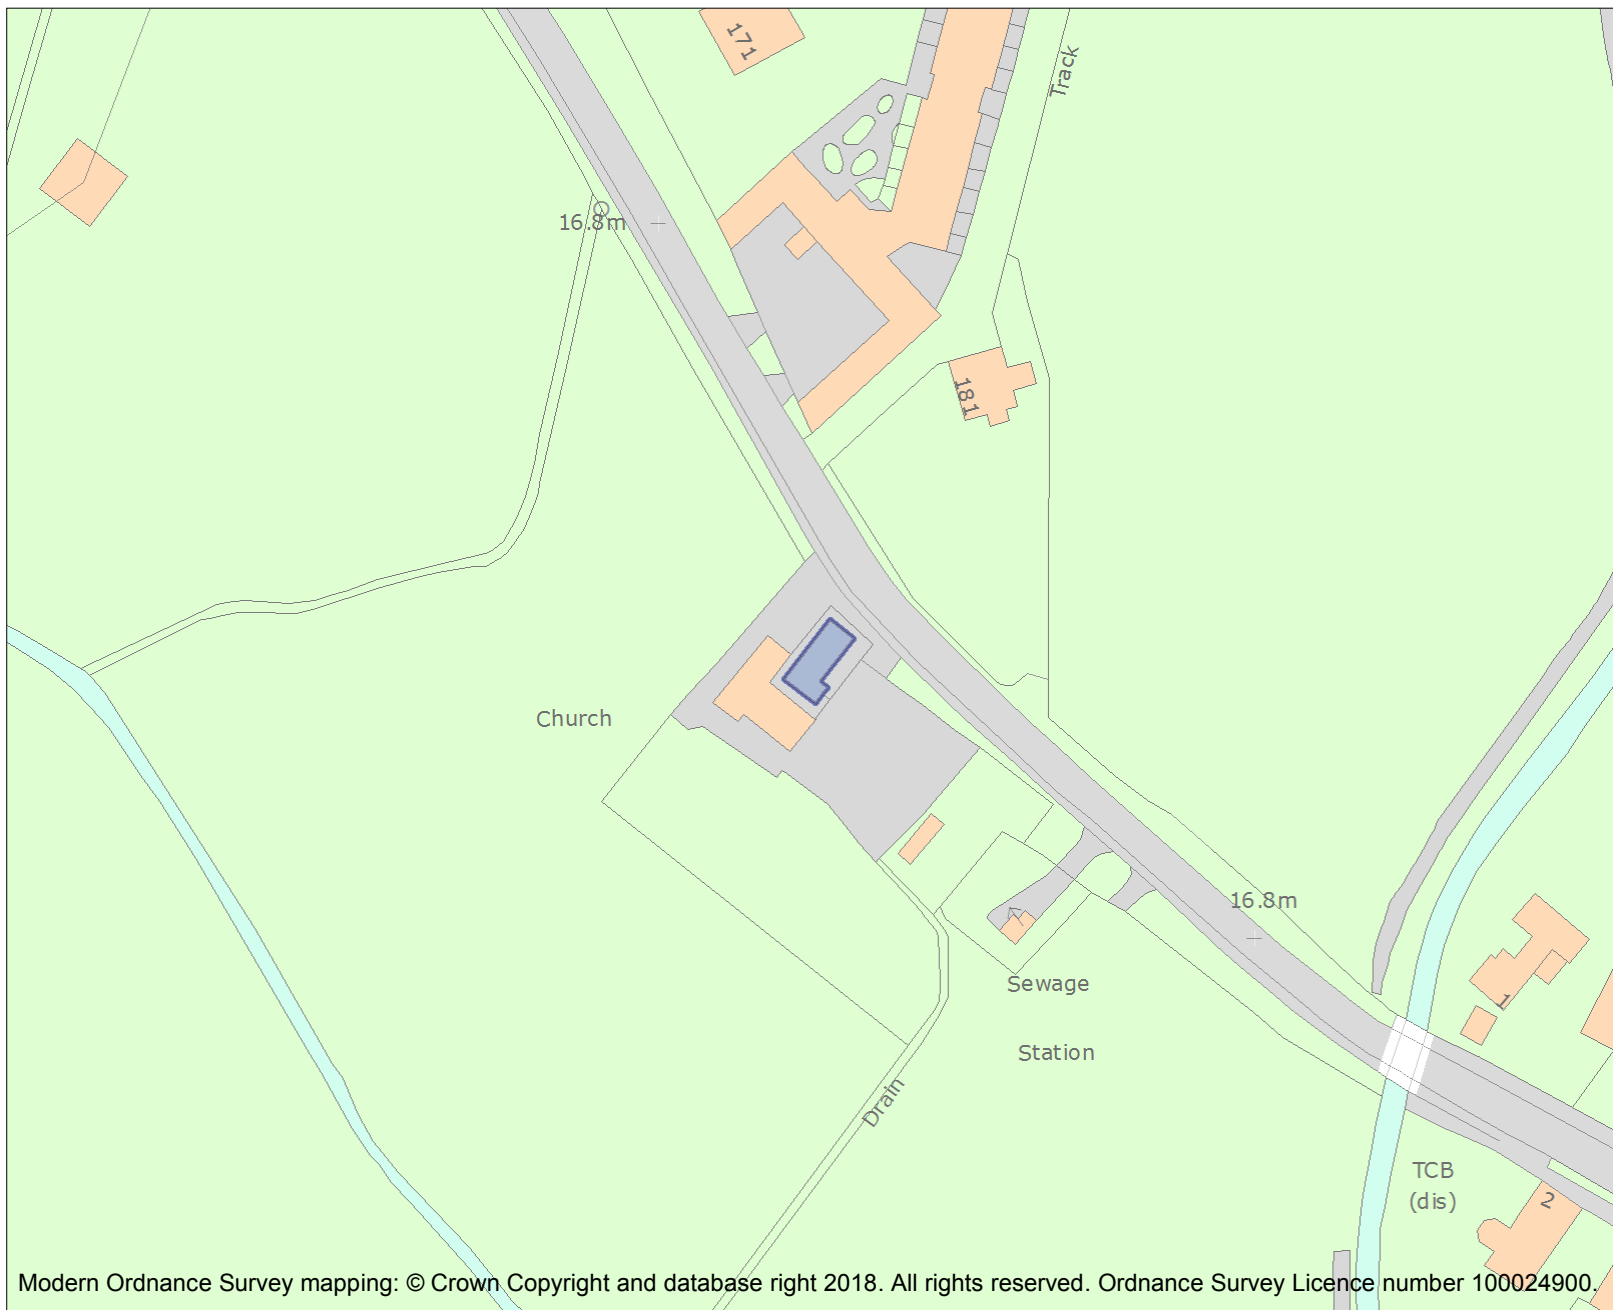 171
Track
16.8m
181
Church
16.8m
Sewage
1
Station
Drain
TCB
(dis)
2
Modern Ordnance Survey mapping: © Crown Copyright and database right 2018. All rights reserved. Ordnance Survey Licence number 100024900.